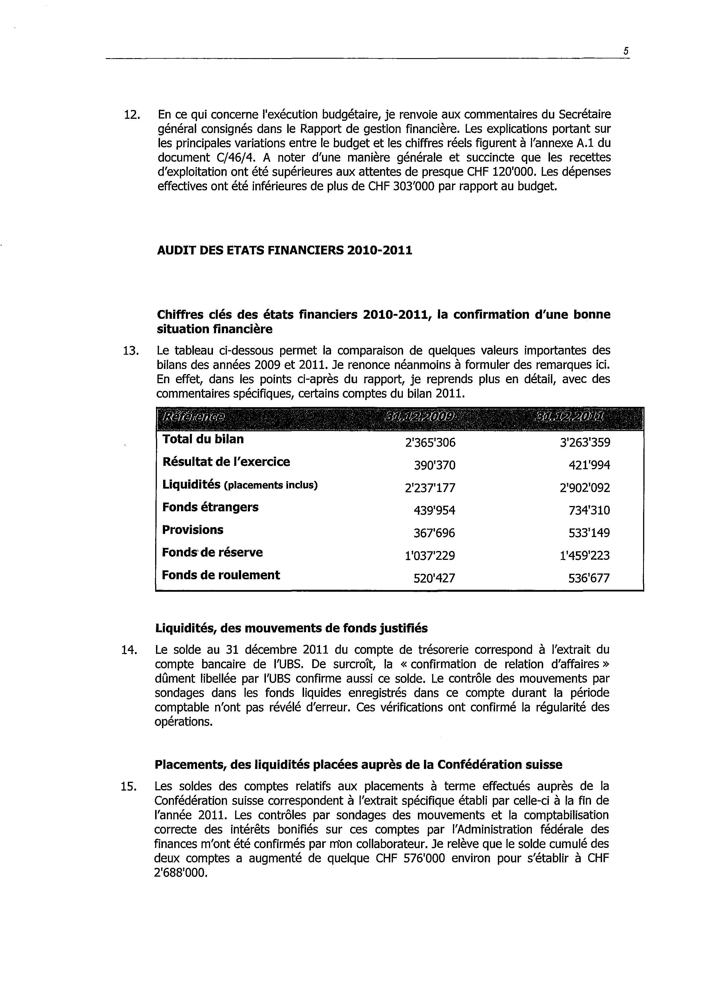 5
12. En ce qui concerne l'exécution budgétaire, je renvoie aux commentaires du Secrétaire
général consignés dans le Rapport de gestion financière. Les explications portant sur
les principales variations entre le budget et les chiffres réels figurent à l'annexe A.1 du
document C/46/4. A noter d'une manière générale et succincte que les recettes
d'exploitation ont été supérieures aux attentes de presque CHF 120'000. Les dépenses
effectives ont été inférieures de plus de CHF 303'000 par rapport au budget.
AUDIT DES ETATS FINANCIERS 2010-2011
Chiffres clés des états financiers 2010-2011, la confirmation d'une bonne
situation financière
13. Le tableau ci-dessous permet la comparaison de quelques valeurs importantes des
bilans des années 2009 et 2011. Je renonce néanmoins à formuler des remarques ici.
En effet, dans les points ci-après du rapport, je reprends plus en détail, avec des
commentaires spécifiques, certains comptes du bilan 2011.
Référence 31.12.2009 31.12.2011
Total du bilan 2'365'306 3'263'359
Résultat de l'exercice 390'370 421'994
Liquidités (placements inclus) 2'237'177 2'902'092
Fonds étrangers 439'954 734'310
Provisions 367'696 533'149
Fonds de réserve 1'037'229 1'459'223
Fonds de roulement 520'427 536'677
Liquidités, des mouvements de fonds justifiés
14. Le solde au 31 décembre 2011 du compte de trésorerie correspond à l'extrait du
compte bancaire de l'UBS. De surcroît, la « confirmation de relation d'affaires »
dûment libellée par l'UBS confirme aussi ce solde. Le contrôle des mouvements par
sondages dans les fonds liquides enregistrés dans ce compte durant la période
comptable n'ont pas révélé d'erreur. Ces vérifications ont confirmé la régularité des
opérations.
Placements, des liquidités placées auprès de la Confédération suisse
15. Les soldes des comptes relatifs aux placements à terme effectués auprès de la
Confédération suisse correspondent à l'extrait spécifique établi par celle-ci à la fin de
l'année 2011. Les contrôles par sondages des mouvements et la comptabilisation
correcte des intérêts bonifiés sur ces comptes par l'Administration fédérale des
finances m'ont été confirmés par mon collaborateur. Je relève que le solde cumulé des
deux comptes a augmenté de quelque CHF 576'000 environ pour s'établir à CHF
2'688'000.